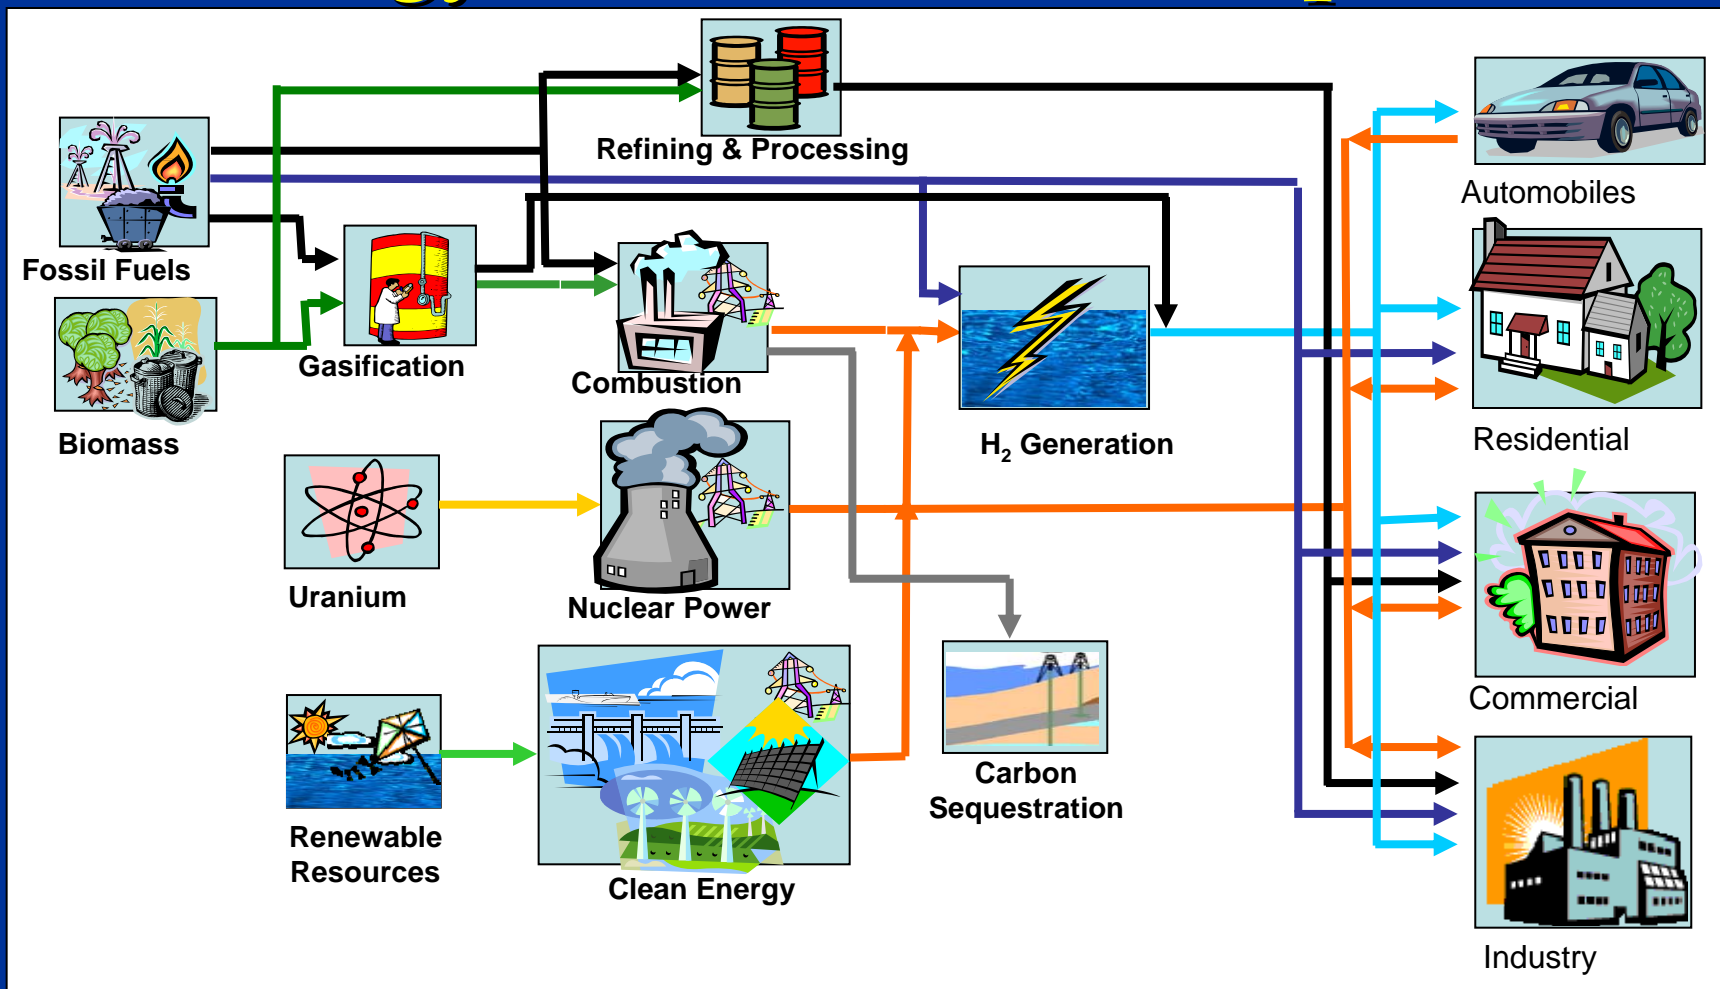 Refining & Processing
Automobiles
Fossil Fuels
Gasification
Combustion
Biomass
H2 Generation
Residential
Uranium
Nuclear Power
Commercial
Carbon
Sequestration
Renewable
Resources
Clean Energy
Industry